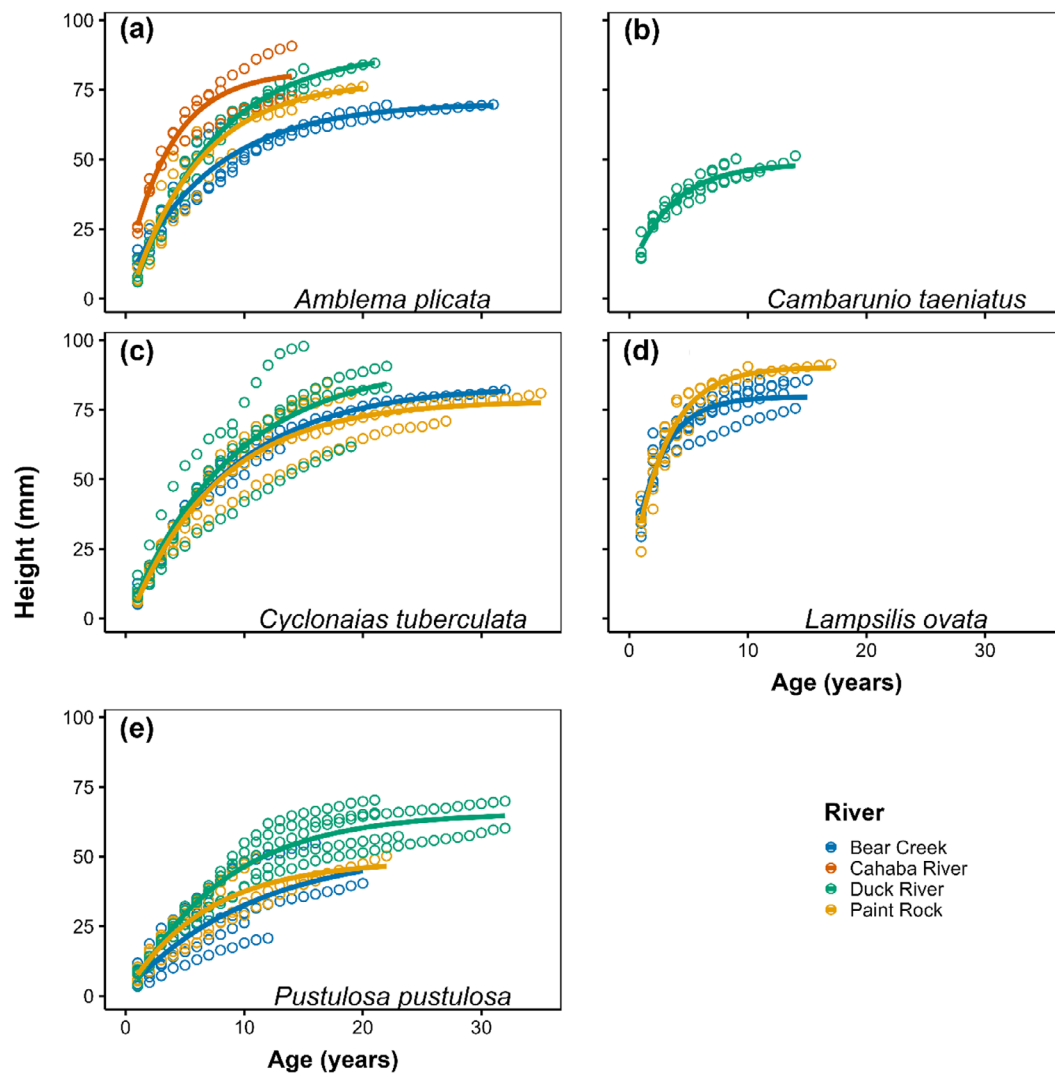 (a)
100
75
50
25
0
Amblema plicata
(b)
Cambarunio taeniatus
Height (mm)
(c)
100
75
50
25
0
Cyclonaias tuberculata
(d)
Lampsilis ovata
0 10 20 30
Age (years)
(e)
100
75
50
25
0
Pustulosa pustulosa
0 10 20 30
Age (years)
River
Bear Creek
Cahaba River
Duck River
Paint Rock